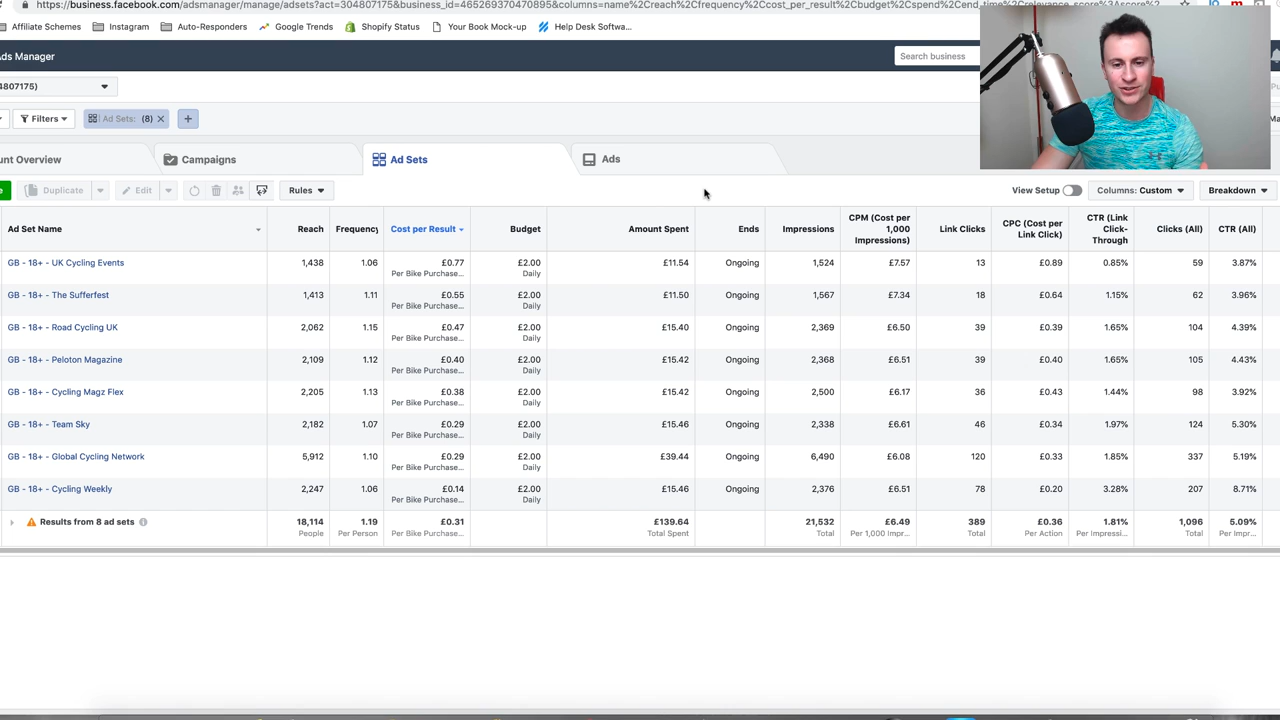 https://business.facebook.com/adsmanager/manage/adsets?act=304807175&business_id=465269370470895&columns=name%2Creach%2Cfrequency%2Ccost_per_result%2Cbudget%2Cspend%2Cend_time%2Crelevance_score%3Ascore%2C
Affiliate Schemes Instagram Auto-Responders Google Trends Shopify Status Your Book Mock-up Help Desk Softwa...
Ads Manager Search business
4807175)
Filters Ad Sets: (8)
unt Overview Campaigns Ad Sets Ads
Duplicate Edit Rules View Setup Columns: Custom Breakdown
Ad Set Name Reach Frequency Cost per Result Budget Amount Spent Ends Impressions CPM (Cost per 1,000 Impressions) Link Clicks CPC (Cost per Link Click) CTR (Link Click-Through Clicks (All) CTR (All)
GB - 18+ - UK Cycling Events 1,438 1.06 £0.77 £2.00 £11.54 Ongoing 1,524 £7.57 13 £0.89 0.85% 59 3.87%
Per Bike Purchase... Daily
GB - 18+ - The Sufferfest 1,413 1.11 £0.55 £2.00 £11.50 Ongoing 1,567 £7.34 18 £0.64 1.15% 62 3.96%
Per Bike Purchase... Daily
GB - 18+ - Road Cycling UK 2,062 1.15 £0.47 £2.00 £15.40 Ongoing 2,369 £6.50 39 £0.39 1.65% 104 4.39%
Per Bike Purchase... Daily
GB - 18+ - Peloton Magazine 2,109 1.12 £0.40 £2.00 £15.42 Ongoing 2,368 £6.51 39 £0.40 1.65% 105 4.43%
Per Bike Purchase... Daily
GB - 18+ - Cycling Magz Flex 2,205 1.13 £0.38 £2.00 £15.42 Ongoing 2,500 £6.17 36 £0.43 1.44% 98 3.92%
Per Bike Purchase... Daily
GB - 18+ - Team Sky 2,182 1.07 £0.29 £2.00 £15.46 Ongoing 2,338 £6.61 46 £0.34 1.97% 124 5.30%
Per Bike Purchase... Daily
GB - 18+ - Global Cycling Network 5,912 1.10 £0.29 £2.00 £39.44 Ongoing 6,490 £6.08 120 £0.33 1.85% 337 5.19%
Per Bike Purchase... Daily
GB - 18+ - Cycling Weekly 2,247 1.06 £0.14 £2.00 £15.46 Ongoing 2,376 £6.51 78 £0.20 3.28% 207 8.71%
Per Bike Purchase... Daily
Results from 8 ad sets 18,114 1.19 £0.31 £139.64 21,532 £6.49 389 £0.36 1.81% 1,096 5.09%
People Per Person Per Bike Purchase... Total Spent Total Per 1,000 Impr... Total Per Action Per Impressi... Total Per Impr...